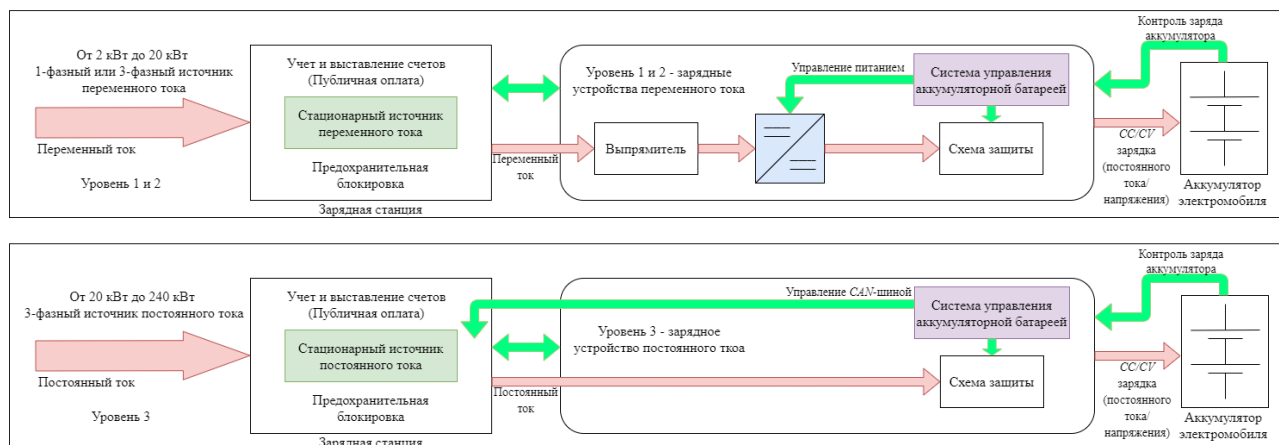 От 2 кВт до 20 кВт
1-фазный или 3-фазный источник
переменного тока
Переменный ток
Уровень 1 и 2
Учет и выставление счетов
(Публичная оплата)
Стационарный источник
переменного тока
Предохранительная
блокировка
Зарядная станция
Переменный
ток
Уровень 1 и 2 - зарядные
устройства переменного тока
Управление питанием
Система управления
аккумуляторной батареей
Выпрямитель
Схема защиты
Контроль заряда
аккумулятора
CC/CV
зарядка
(постоянного
тока/
напряжения)
Аккумулятор
электромобиля
От 20 кВт до 240 кВт
3-фазный источник постоянного тока
Постоянный ток
Уровень 3
Учет и выставление счетов
(Публичная оплата)
Стационарный источник
постоянного тока
Предохранительная
блокировка
Зарядная станция
Постоянный
ток
Управление CAN-шиной
Уровень 3 - зарядное
устройство постоянного ткоа
Система управления
аккумуляторной батареей
Схема защиты
Контроль заряда
аккумулятора
CC/CV
зарядка
(постоянного
тока/
напряжения)
Аккумулятор
электромобиля